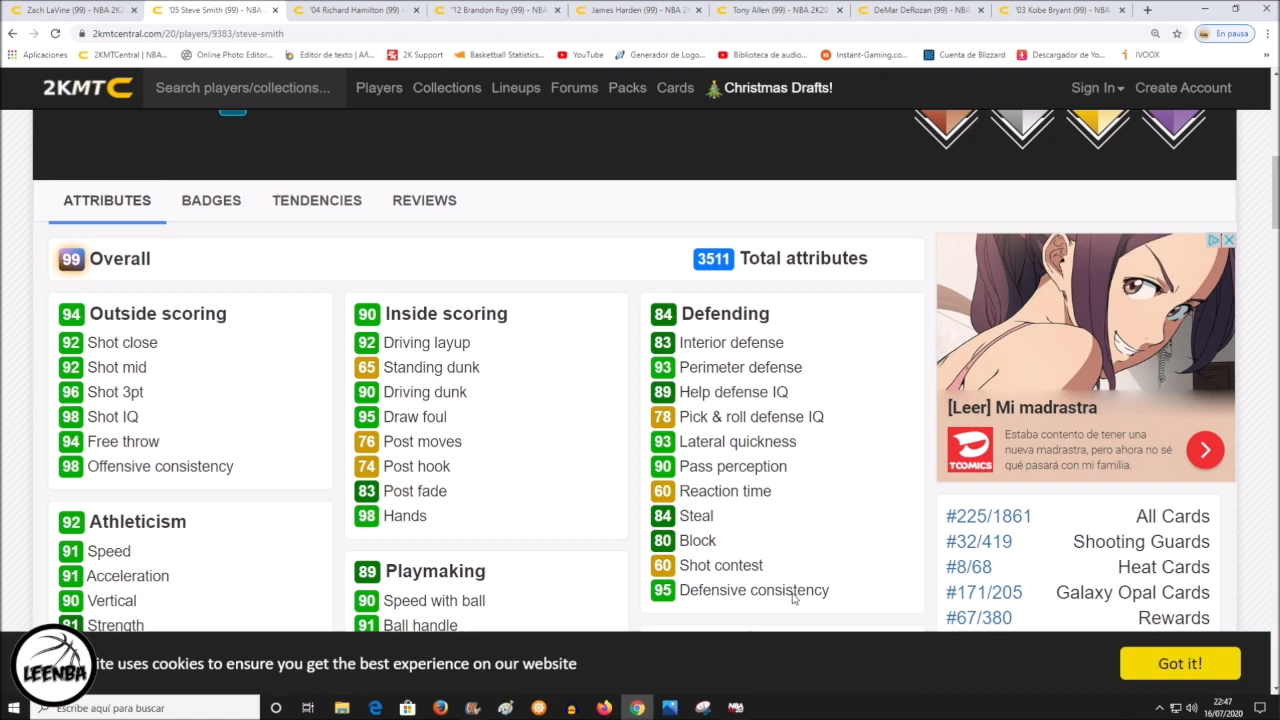 Zach LaVine (99) - NBA 2K2
'05 Steve Smith (99) - NBA
'04 Richard Hamilton (99) -
'12 Brandon Roy (99) - NBA
James Harden (99) - NBA 2K
Tony Allen (99) - NBA 2K20
DeMar DeRozan (99) - NBA
'03 Kobe Bryant (99) - NBA
2kmtcentral.com/20/players/9383/steve-smith
En pausa
Aplicaciones
2KMTCentral | NBA...
Online Photo Editor...
Editor de texto | Añ...
2K Support
Basketball Statistics...
YouTube
Generador de Logo...
Biblioteca de audio...
Instant-Gaming.co...
Cuenta de Blizzard
Descargador de Yo...
IVOOX
»
2KMTC
Search players/collections...
Players
Collections
Lineups
Forums
Packs
Cards
Christmas Drafts!
Sign In
Create Account
ATTRIBUTES
BADGES
TENDENCIES
REVIEWS
99 Overall
3511 Total attributes
94 Outside scoring
92 Shot close
92 Shot mid
96 Shot 3pt
98 Shot IQ
94 Free throw
98 Offensive consistency
92 Athleticism
91 Speed
91 Acceleration
90 Vertical
81 Strength
90 Inside scoring
92 Driving layup
65 Standing dunk
90 Driving dunk
95 Draw foul
76 Post moves
74 Post hook
83 Post fade
98 Hands
89 Playmaking
90 Speed with ball
91 Ball handle
84 Defending
83 Interior defense
93 Perimeter defense
89 Help defense IQ
78 Pick & roll defense IQ
93 Lateral quickness
90 Pass perception
60 Reaction time
84 Steal
80 Block
60 Shot contest
95 Defensive consistency
[Leer] Mi madrastra
TOOMICS
Estaba contento de tener una
nueva madrastra, pero ahora no sé
qué pasará con mi familia.
#225/1861 All Cards
#32/419 Shooting Guards
#8/68 Heat Cards
#171/205 Galaxy Opal Cards
#67/380 Rewards
ite uses cookies to ensure you get the best experience on our website
Got it!
LEENBA
Escribe aquí para buscar
22:47
16/07/2020